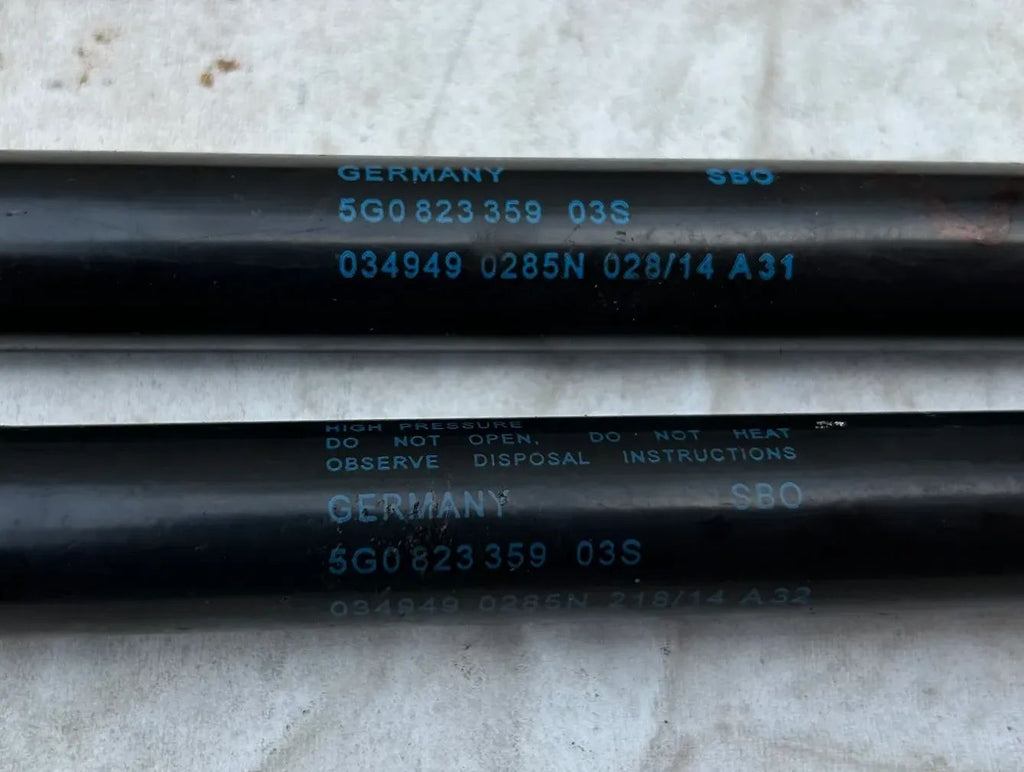 GERMANY SBO
5G0 823 359 03S
034949 0285N 028/14 A31
HIGH PRESSURE
DO NOT OPEN. DO NOT HEAT
OBSERVE DISPOSAL INSTRUCTIONS
GERMANY SBO
5G0 823 359 03S
034949 0285N 218/14 A32